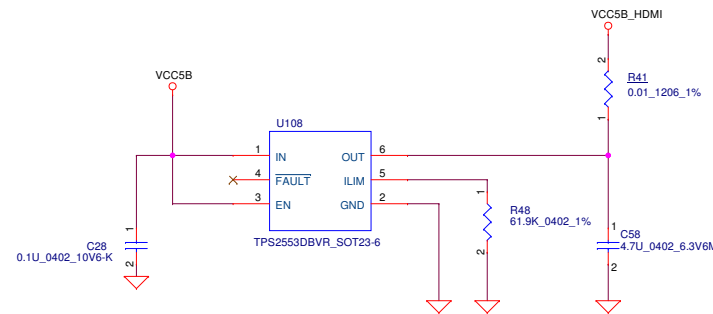 VCC5B_HDMI
2
R41
0.01_1206_1%
1
VCC5B
U108
1 IN OUT 6
4 FAULT ILIM 5
3 EN GND 2
TPS2553DBVR_SOT23-6
1
R48
61.9K_0402_1%
2
1
C28
0.1U_0402_10V6-K
2
1
C58
4.7U_0402_6.3V6M
2